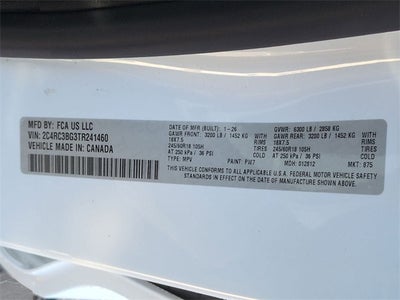 MFD BY: FCA US LLC
VIN: 2C4RC3BG3TR241460
VEHICLE MADE IN: CANADA
DATE OF MFR (BUILT): 1-26
GAWR FRONT: 3200 LB / 1452 KG
18X7.5 RIMS
245/60R18 105H TIRES
AT 250 kPa / 36 PSI COLD
TYPE: MPV PAINT: PW7
GVWR: 6300 LB / 2858 KG
GAWR REAR: 3200 LB / 1452 KG
18X7.5 RIMS
245/60R18 105H TIRES
AT 250 kPa / 36 PSI COLD
MDH: 012812 MKT: 875
THIS VEHICLE CONFORMS TO ALL APPLICABLE U.S.A. FEDERAL MOTOR VEHICLE SAFETY
STANDARDS IN EFFECT ON THE DATE OF MANUFACTURE SHOWN ABOVE.